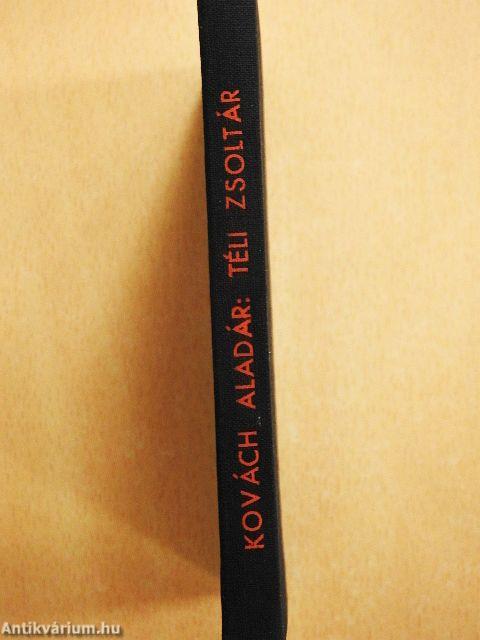 KOVÁCH ALADÁR: TÉLI ZSOLTÁR
Antikvárium.hu